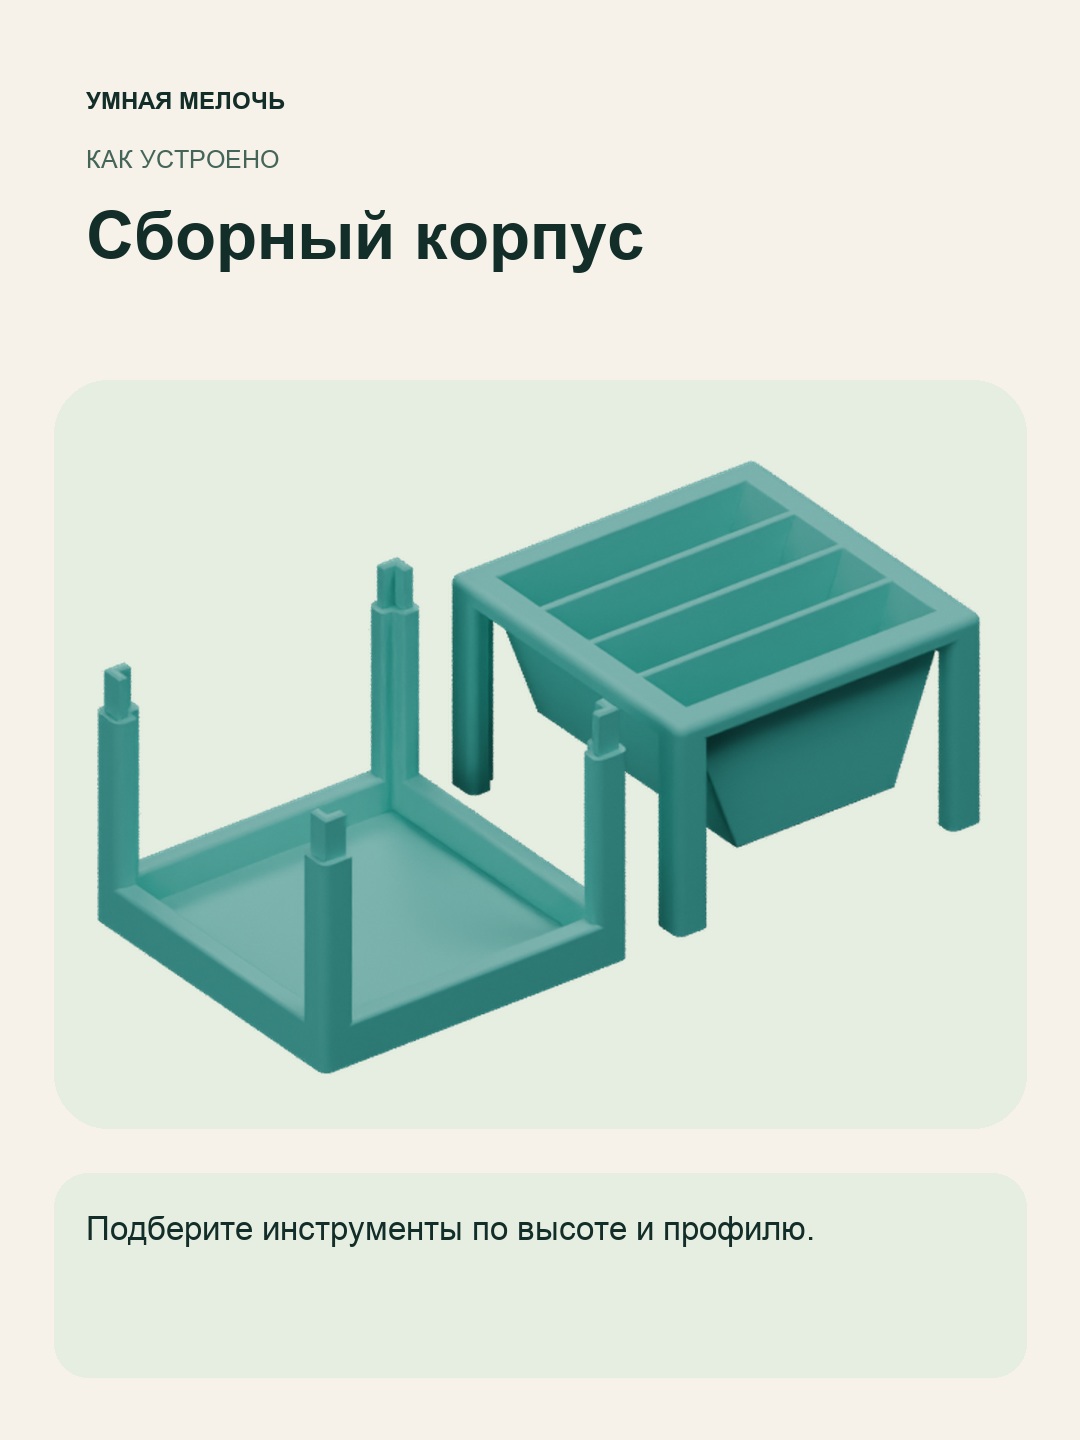 УМНАЯ МЕЛОЧЬ
КАК УСТРОЕНО
Сборный корпус
Подберите инструменты по высоте и профилю.